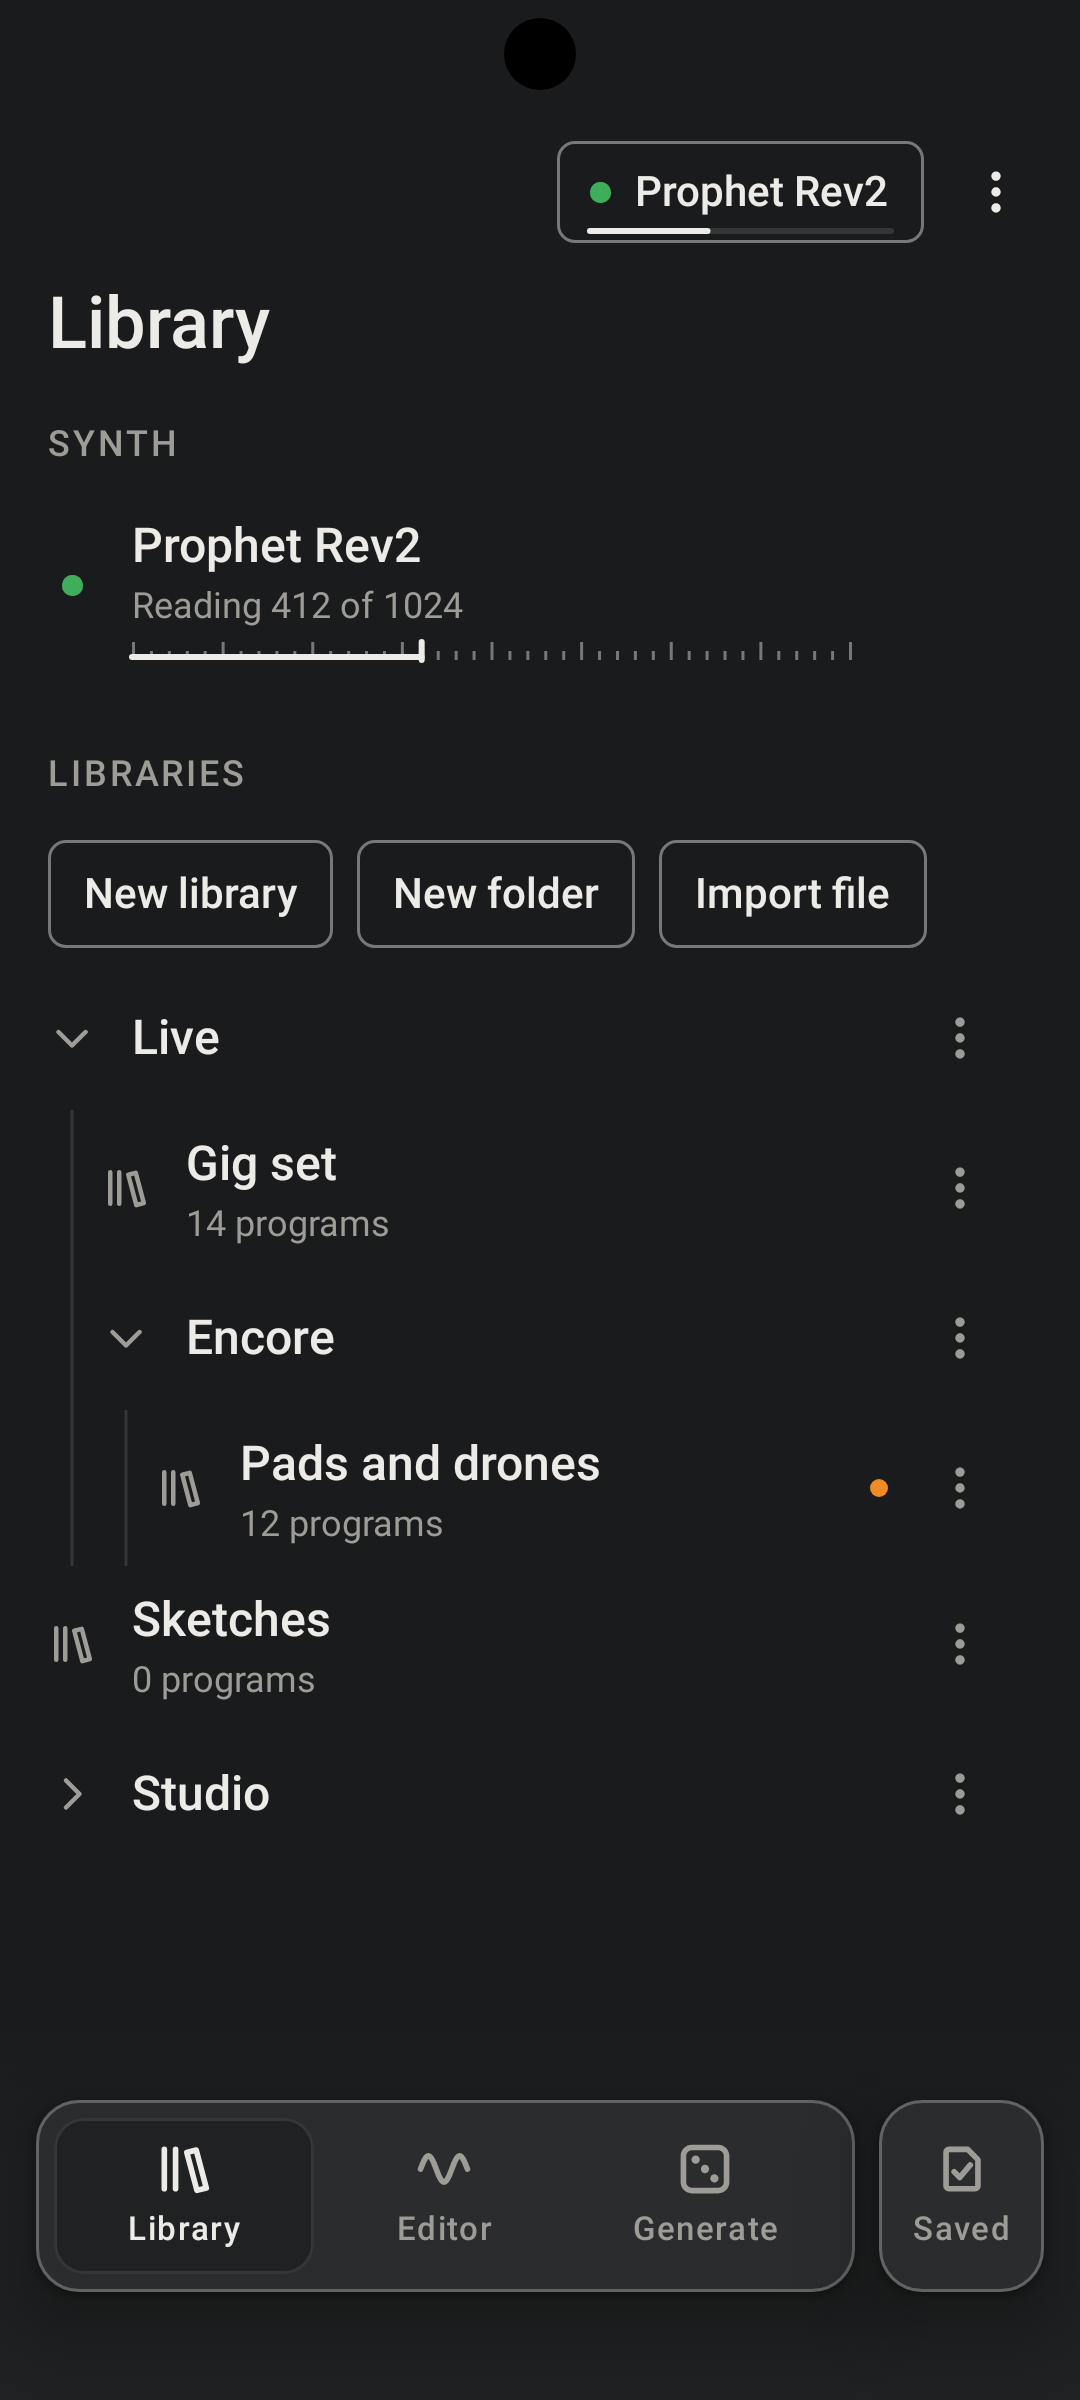 Prophet Rev2
Library
SYNTH
Prophet Rev2
Reading 412 of 1024
LIBRARIES
New library
New folder
Import file
Live
Gig set
14 programs
Encore
Pads and drones
12 programs
Sketches
0 programs
Studio
Library
Editor
Generate
Saved